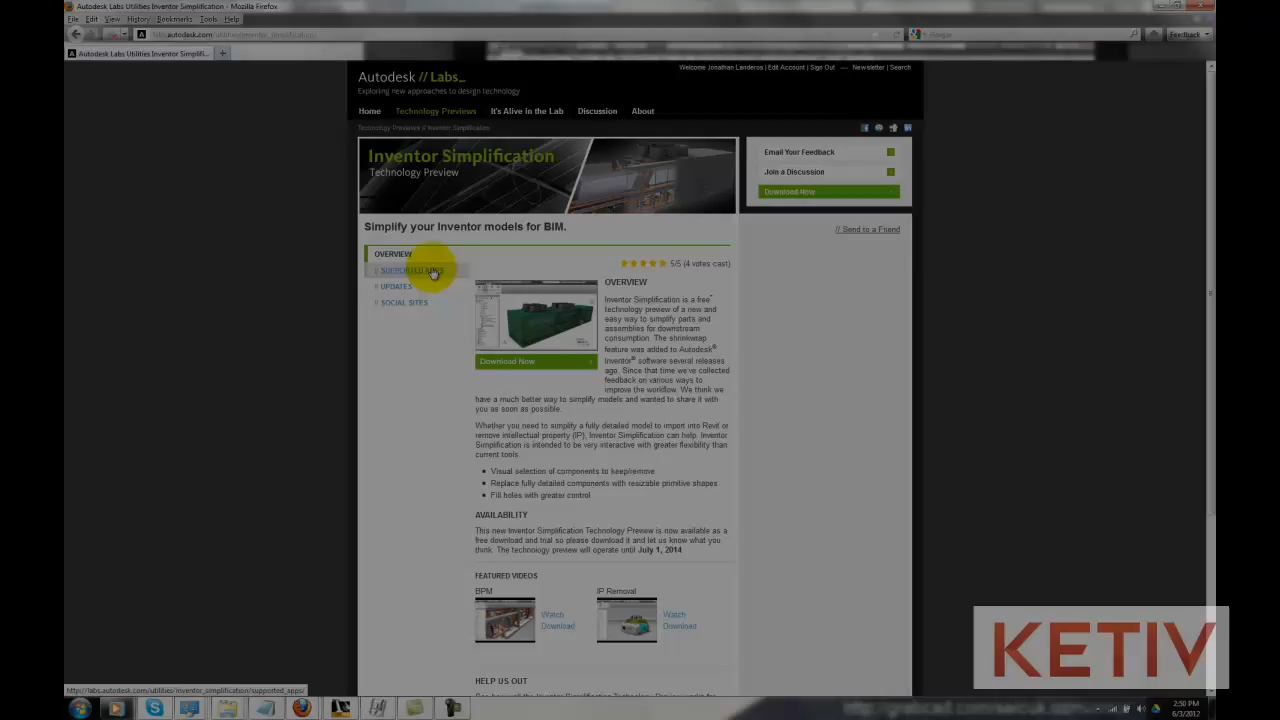 Autodesk Labs Utilities Inventor Simplification - Mozilla Firefox
File Edit View History Bookmarks Tools Help
Feedback
Autodesk Labs Utilities Inventor Simplifi...
Welcome Jonathan Landeros | Edit Account | Sign Out — Newsletter | Search
Autodesk // Labs_
Exploring new approaches to design technology
Home Technology Previews It's Alive in the Lab Discussion About
Technology Previews // Inventor Simplification
Inventor Simplification
Technology Preview
Email Your Feedback
Join a Discussion
Download Now
Simplify your Inventor models for BIM.
// Send to a Friend
OVERVIEW
// SUPPORTED APPS
// UPDATES
// SOCIAL SITES
5/5 (4 votes cast)
OVERVIEW
Inventor Simplification is a free*
technology preview of a new and
easy way to simplify parts and
assemblies for downstream
consumption. The shrinkwrap
feature was added to Autodesk®
Inventor® software several releases
ago. Since that time we've collected
feedback on various ways to
improve the workflow. We think we
have a much better way to simplify models and wanted to share it with
you as soon as possible.
Download Now
Whether you need to simplify a fully detailed model to import into Revit or
remove intellectual property (IP), Inventor Simplification can help. Inventor
Simplification is intended to be very interactive with greater flexibility than
current tools.
Visual selection of components to keep/remove
Replace fully detailed components with resizable primitive shapes
Fill holes with greater control
AVAILABILITY
This new Inventor Simplification Technology Preview is now available as a
free download and trial so please download it and let us know what you
think. The technology preview will operate until July 1, 2014.
FEATURED VIDEOS
BPM
Watch
Download
IP Removal
Watch
Download
HELP US OUT
KETIV
http://labs.autodesk.com/utilities/inventor_simplification/supported_apps/
2:50 PM
6/3/2012